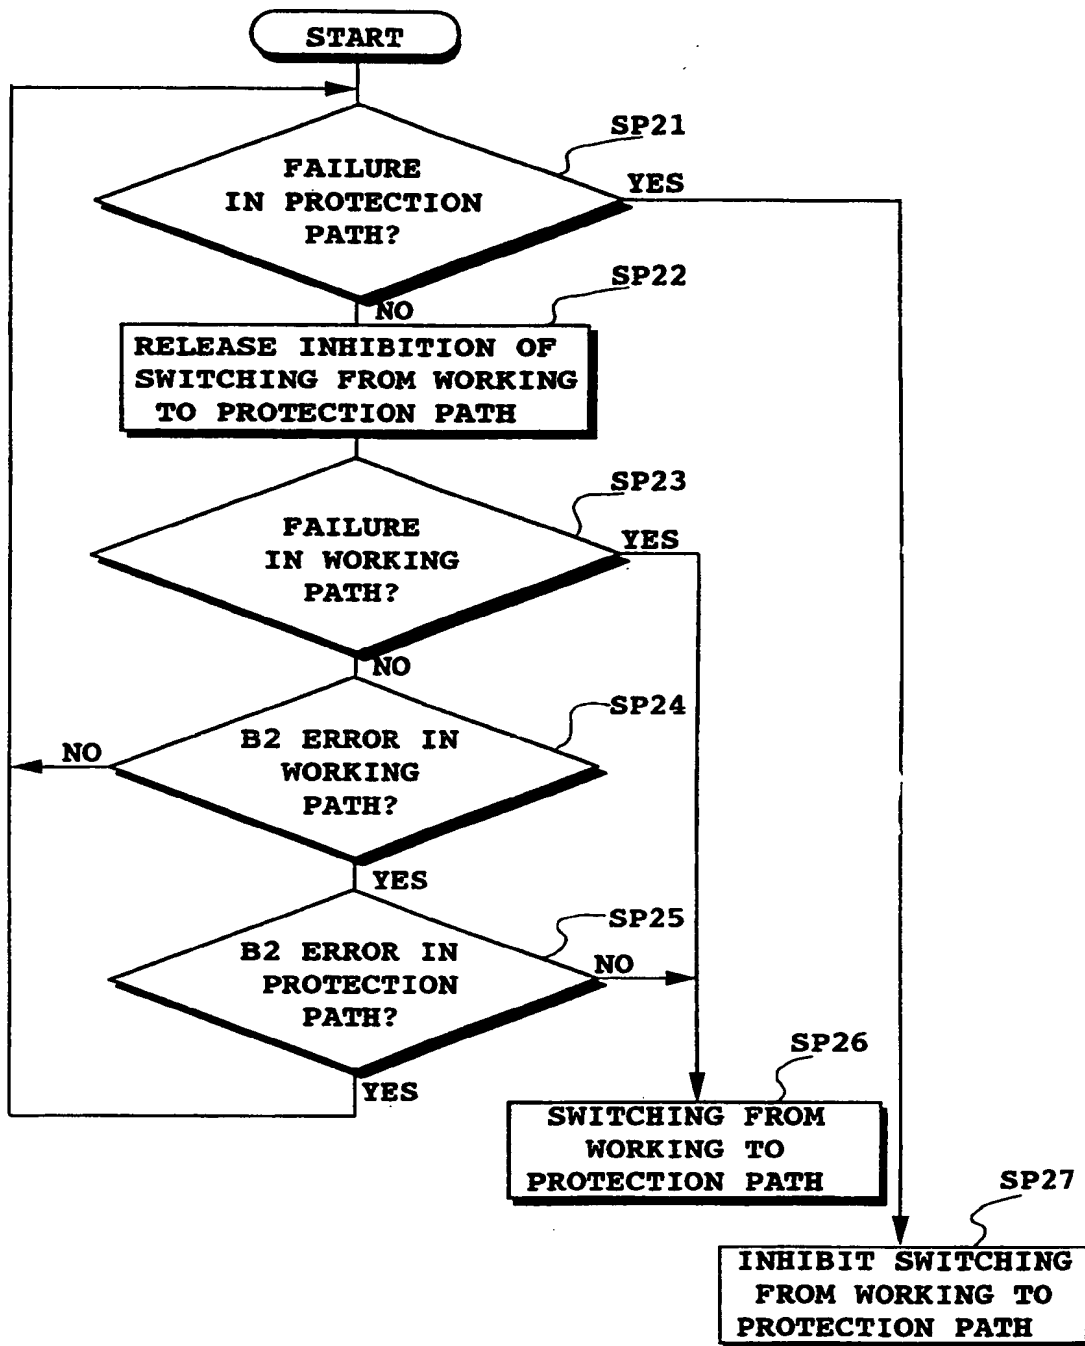 START
SP21
FAILURE
IN PROTECTION
PATH?
YES
NO
SP22
RELEASE INHIBITION OF
SWITCHING FROM WORKING
TO PROTECTION PATH
SP23
FAILURE
IN WORKING
PATH?
YES
NO
SP24
B2 ERROR IN
WORKING
PATH?
NO
YES
SP25
B2 ERROR IN
PROTECTION
PATH?
NO
YES
SP26
SWITCHING FROM
WORKING TO
PROTECTION PATH
SP27
INHIBIT SWITCHING
FROM WORKING TO
PROTECTION PATH